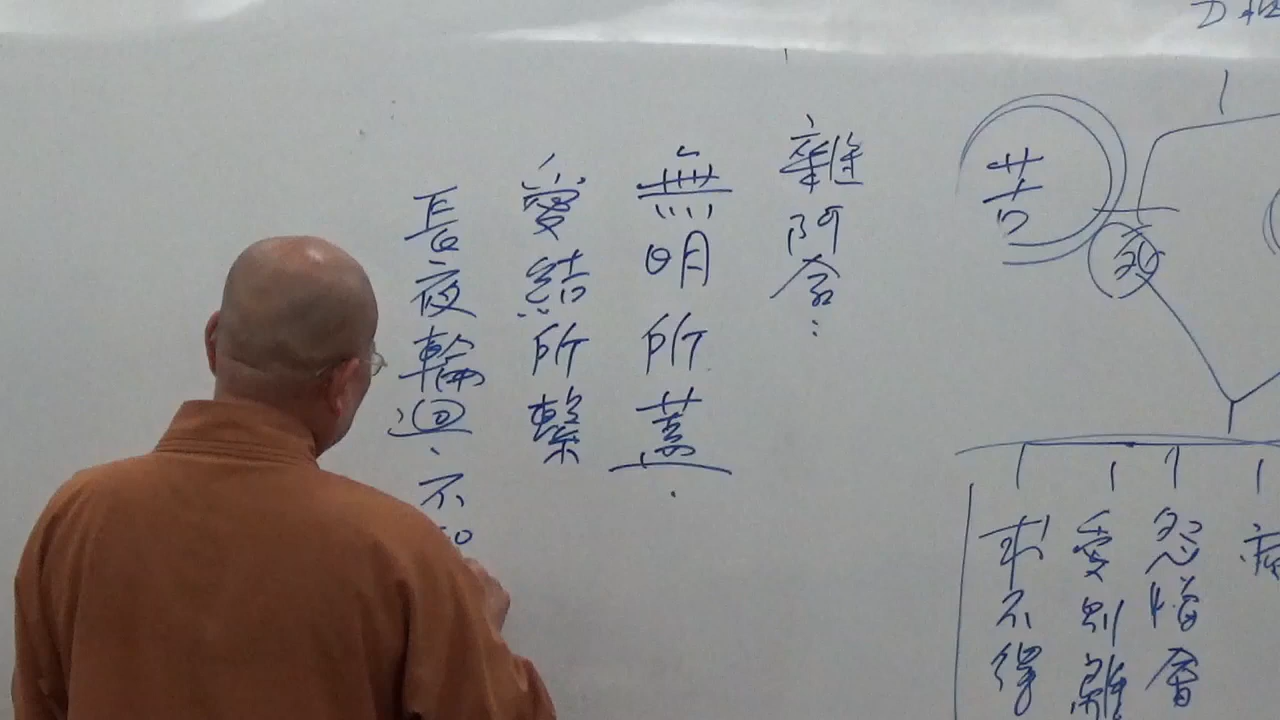 雜阿含：
無明所蓋
愛結所繫
長夜輪迴、不知
苦
怨憎會
愛別離
求不得